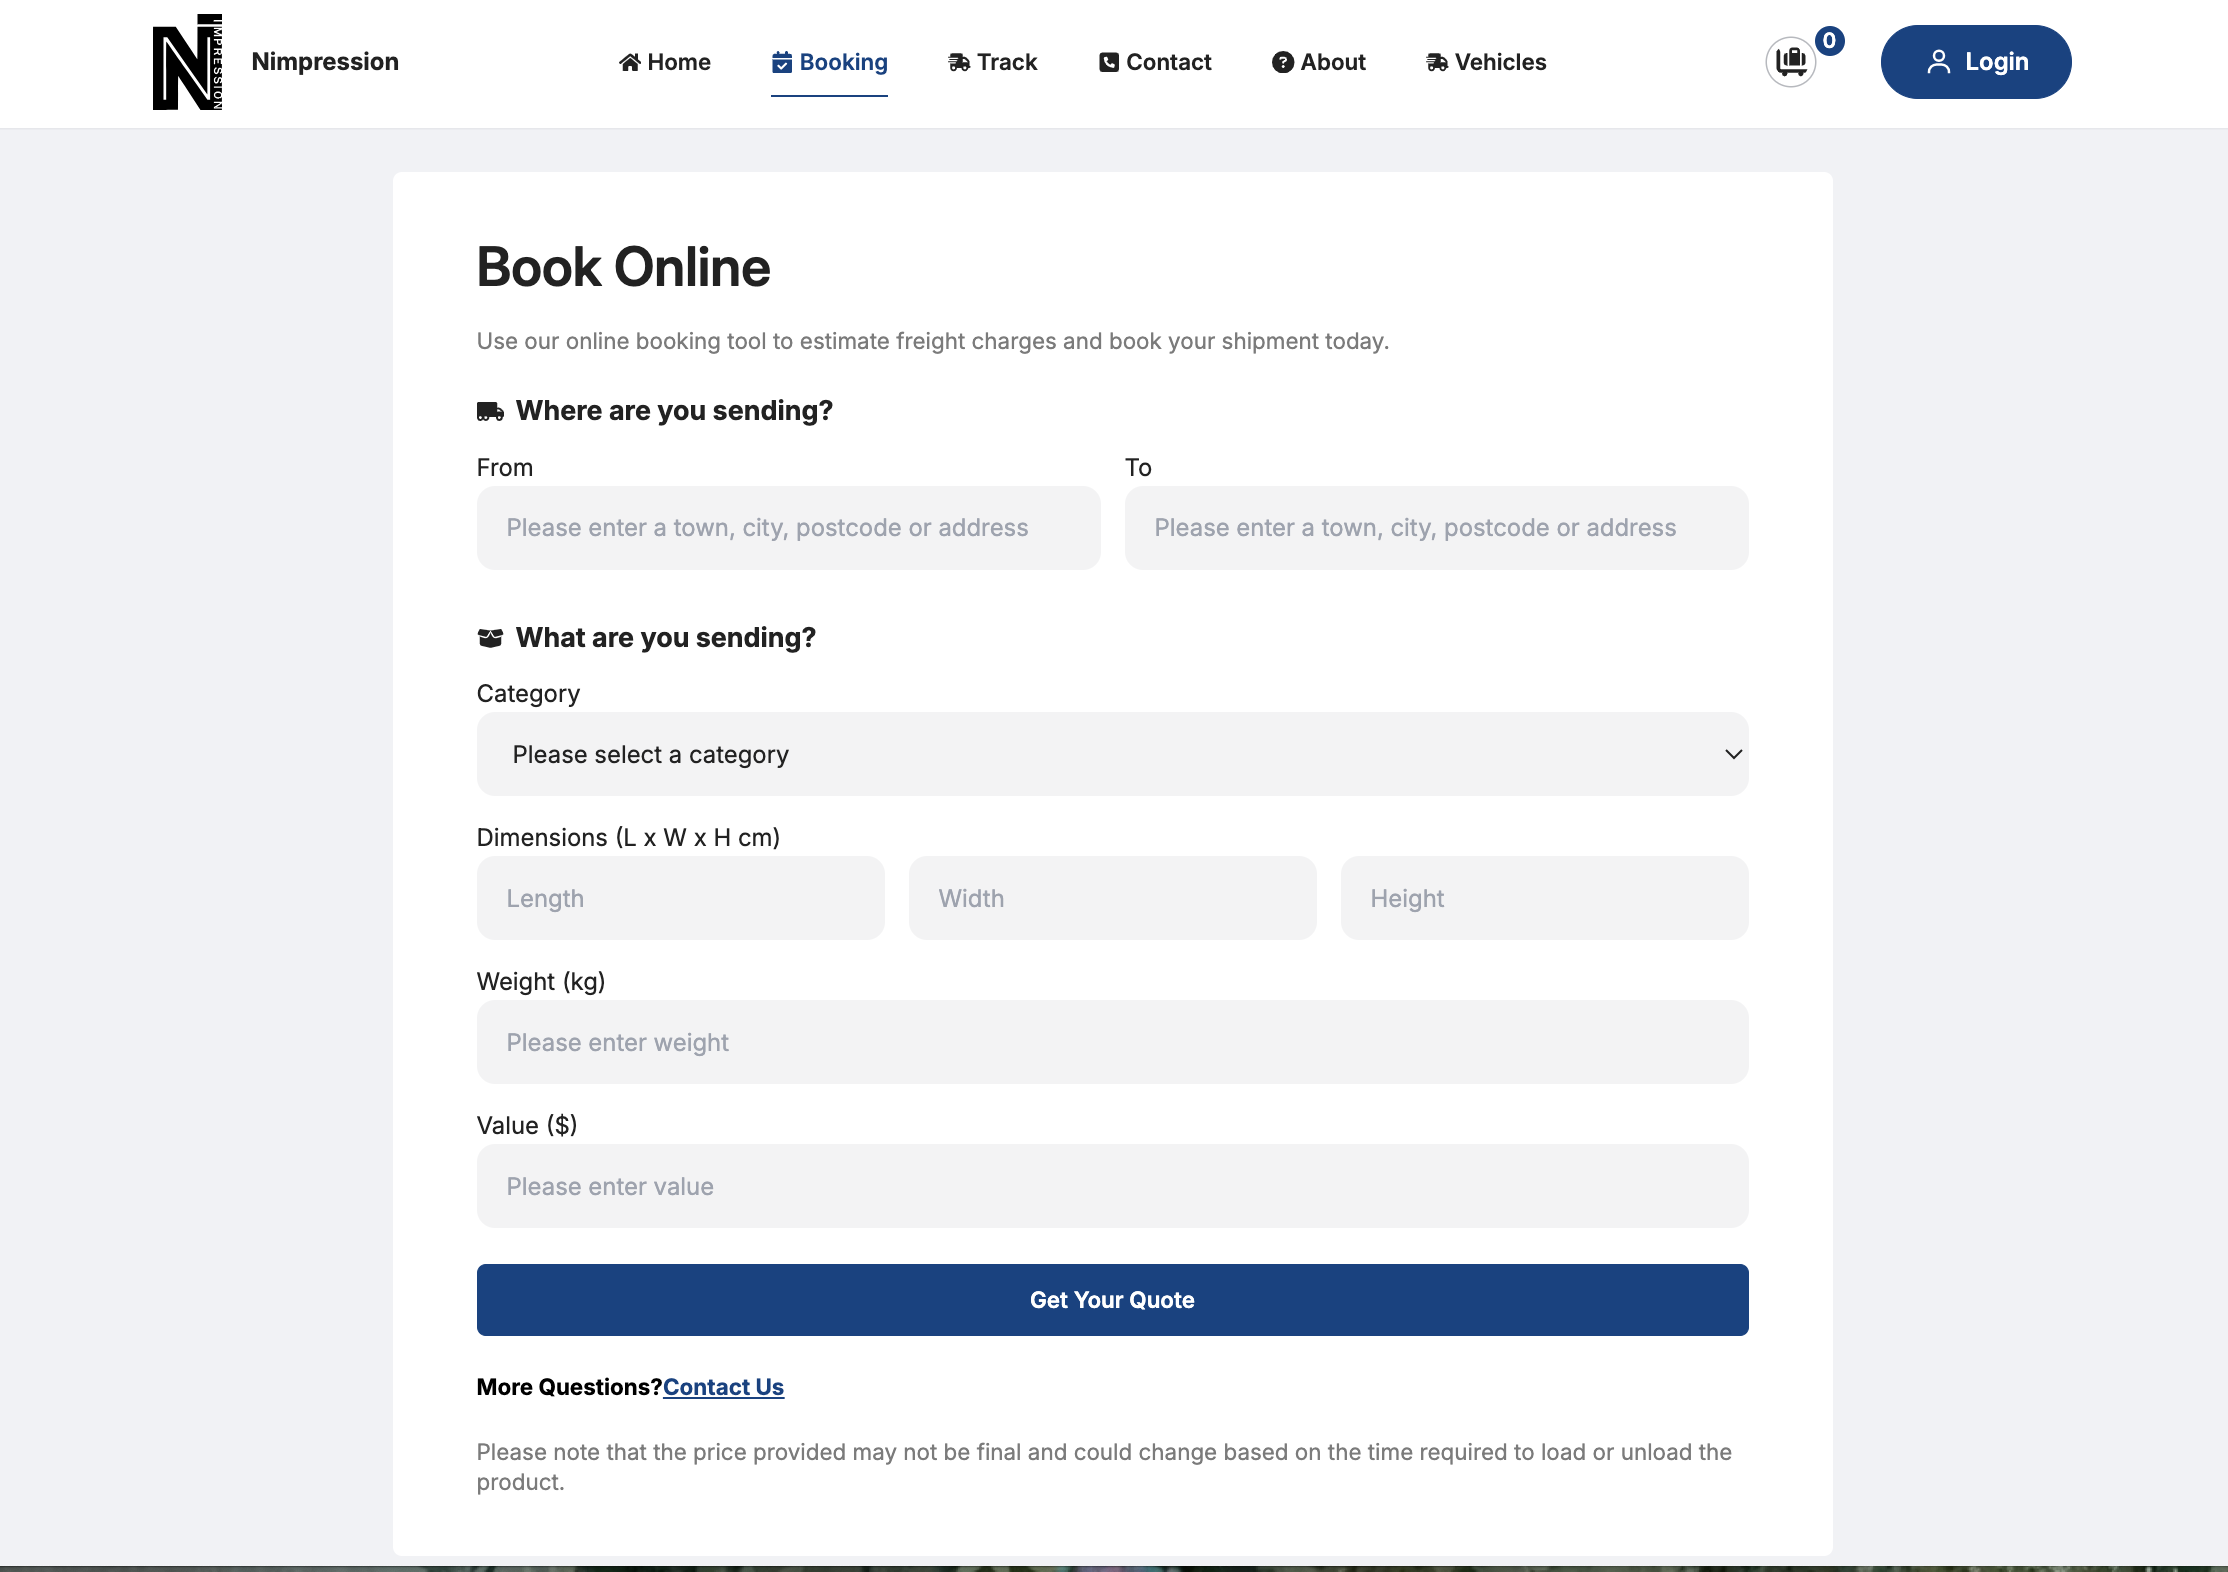 NI
IMPRESSION
Nimpression
Home
Booking
Track
Contact
About
Vehicles
0
Login
Book Online
Use our online booking tool to estimate freight charges and book your shipment today.
Where are you sending?
From
To
Please enter a town, city, postcode or address
Please enter a town, city, postcode or address
What are you sending?
Category
Please select a category
Dimensions (L x W x H cm)
Length
Width
Height
Weight (kg)
Please enter weight
Value ($)
Please enter value
Get Your Quote
More Questions?Contact Us
Please note that the price provided may not be final and could change based on the time required to load or unload the
product.